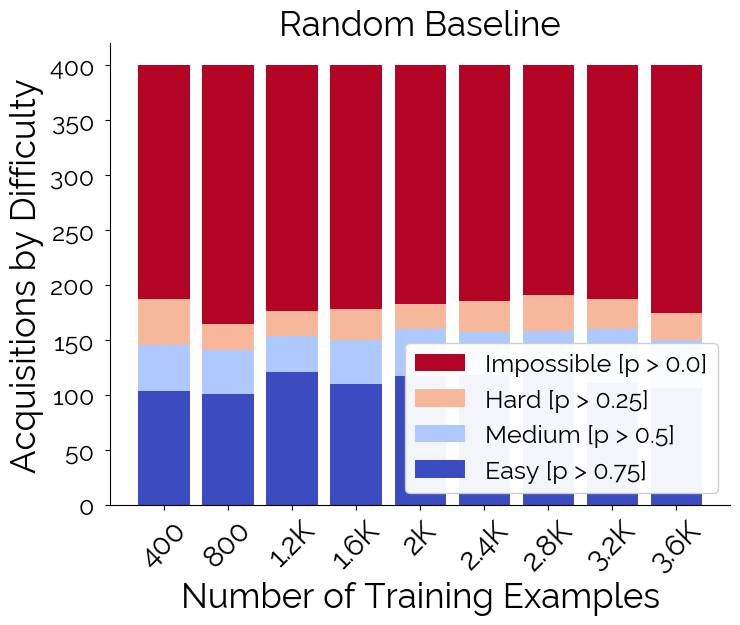 Random Baseline
Acquisitions by Difficulty
400
350
300
250
200
150
100
50
0
Impossible [p > 0.0]
Hard [p > 0.25]
Medium [p > 0.5]
Easy [p > 0.75]
400 800 1.2K 1.6K 2K 2.4K 2.8K 3.2K 3.6K
Number of Training Examples